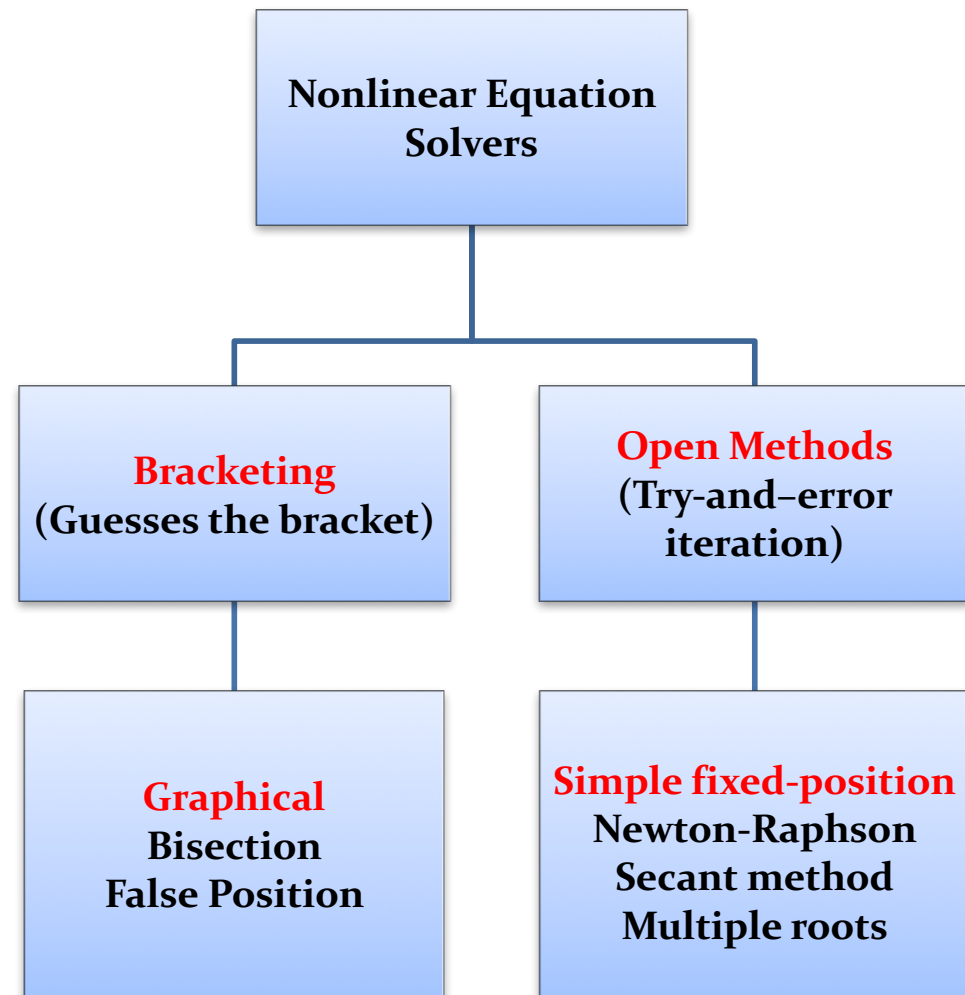 Nonlinear Equation
Solvers
Bracketing
(Guesses the bracket)
Open Methods
(Try-and–error
iteration)
Graphical
Bisection
False Position
Simple fixed-position
Newton-Raphson
Secant method
Multiple roots